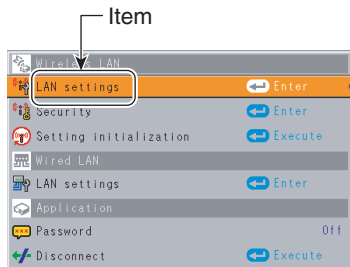 Item
Wireless LAN
LAN settings Enter
Security Enter
Setting initialization Execute
Wired LAN
LAN settings Enter
Application
Password Off
Disconnect Execute